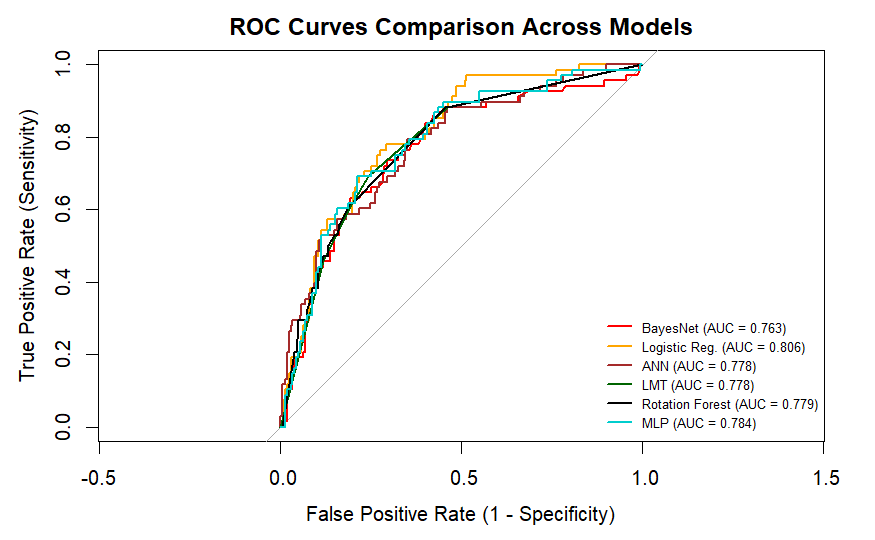 ROC Curves Comparison Across Models
True Positive Rate (Sensitivity)
1.0
0.8
0.6
0.4
0.2
0.0
BayesNet (AUC = 0.763)
Logistic Reg. (AUC = 0.806)
ANN (AUC = 0.778)
LMT (AUC = 0.778)
Rotation Forest (AUC = 0.779)
MLP (AUC = 0.784)
-0.5 0.0 0.5 1.0 1.5
False Positive Rate (1 - Specificity)